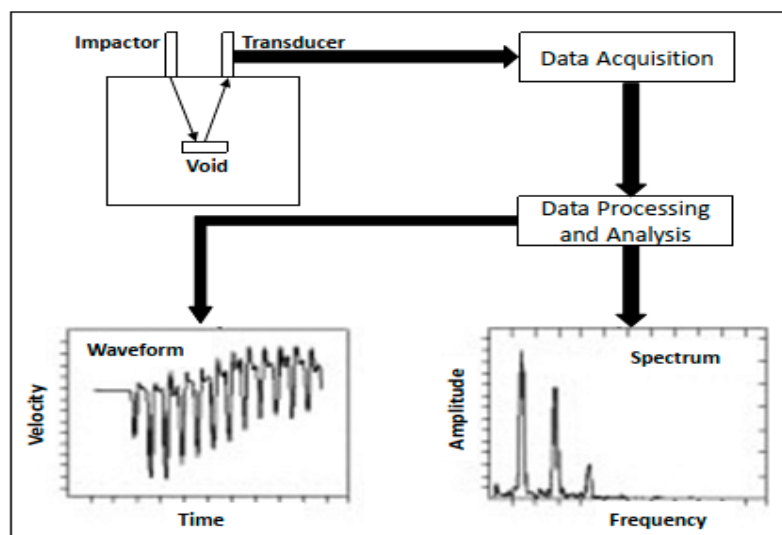 Impactor
Transducer
Data Acquisition
Void
Data Processing
and Analysis
Waveform
Velocity
Time
Spectrum
Amplitude
Frequency